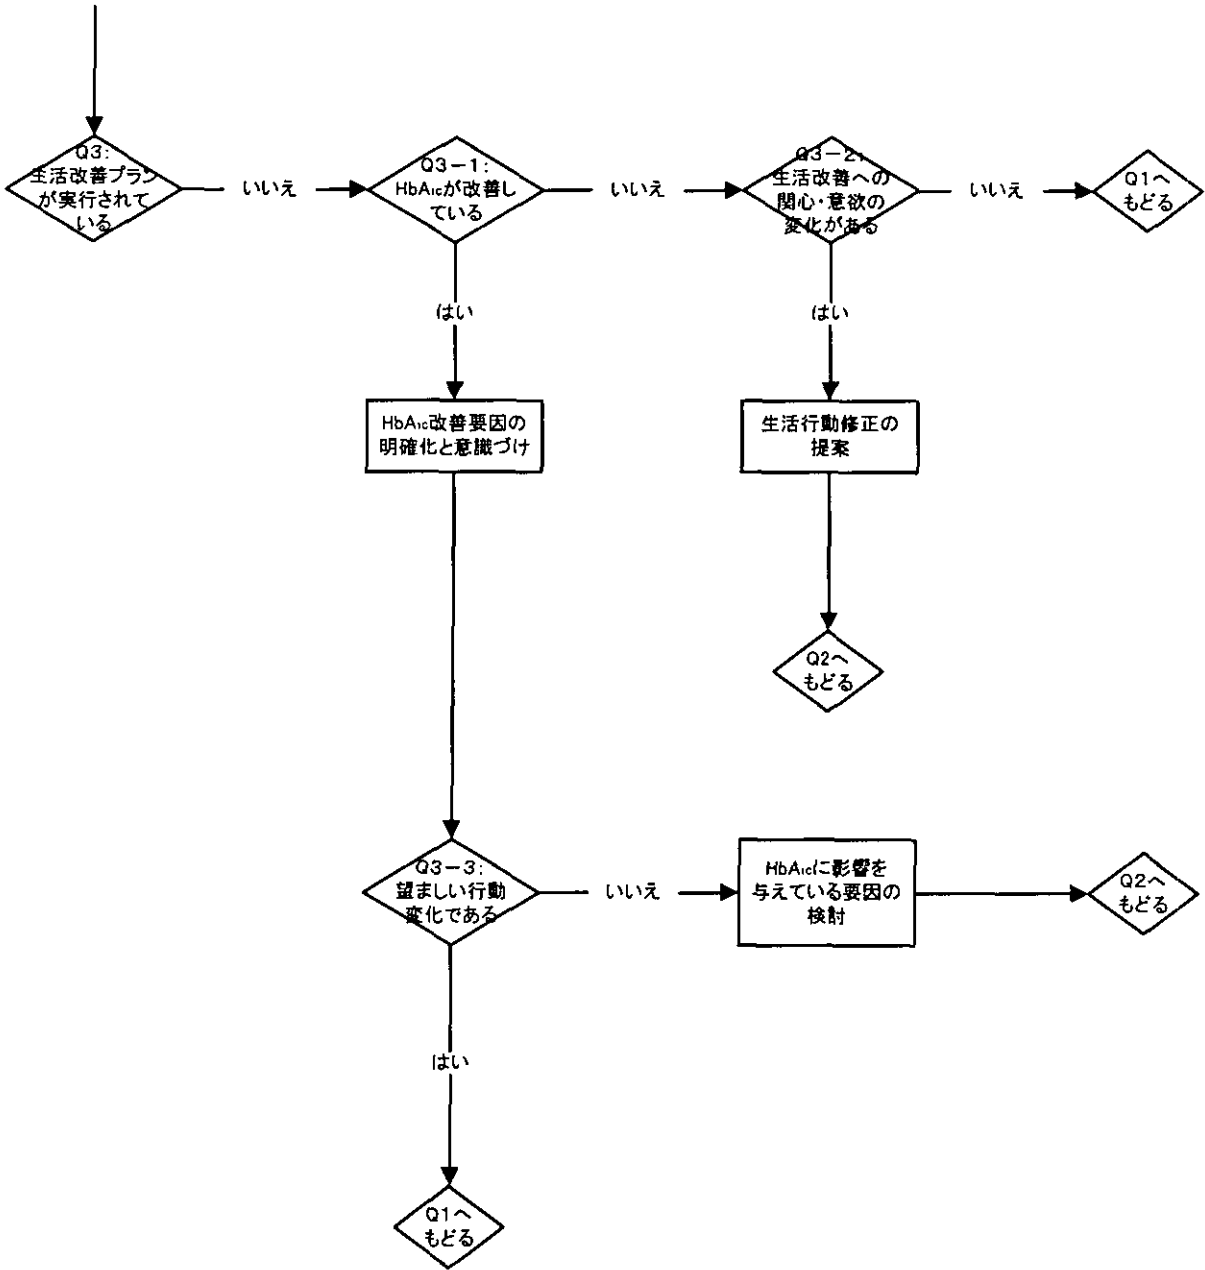 Q3:
生活改善プラン
が実行されて
いる
いいえ
Q3－1:
HbA1cが改善し
ている
いいえ
Q3－2:
生活改善への
関心・意欲の
変化がある
いいえ
Q1へ
もどる
はい
はい
HbA1c改善要因の
明確化と意識づけ
生活行動修正の
提案
Q2へ
もどる
Q3－3:
望ましい行動
変化である
いいえ
HbA1cに影響を
与えている要因の
検討
Q2へ
もどる
はい
Q1へ
もどる